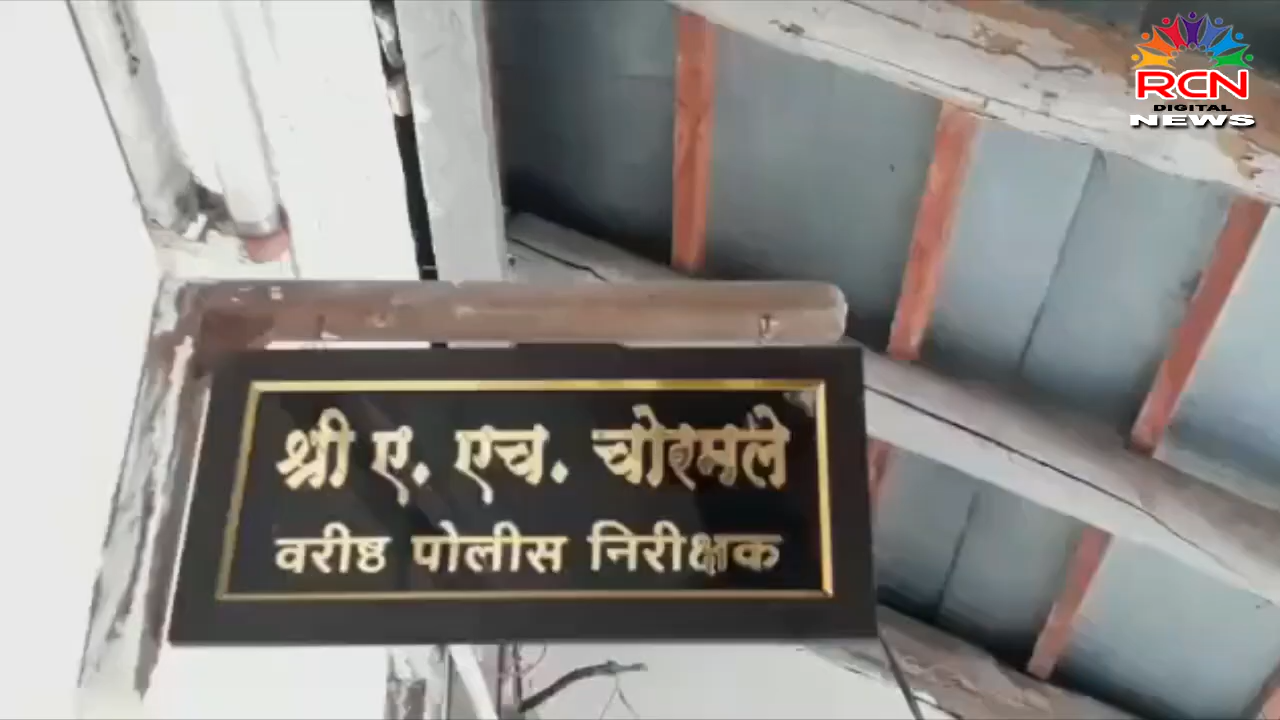 श्री ए. एच. चोरमले
वरीष्ठ पोलीस निरीक्षक
RCN
DIGITAL
NEWS